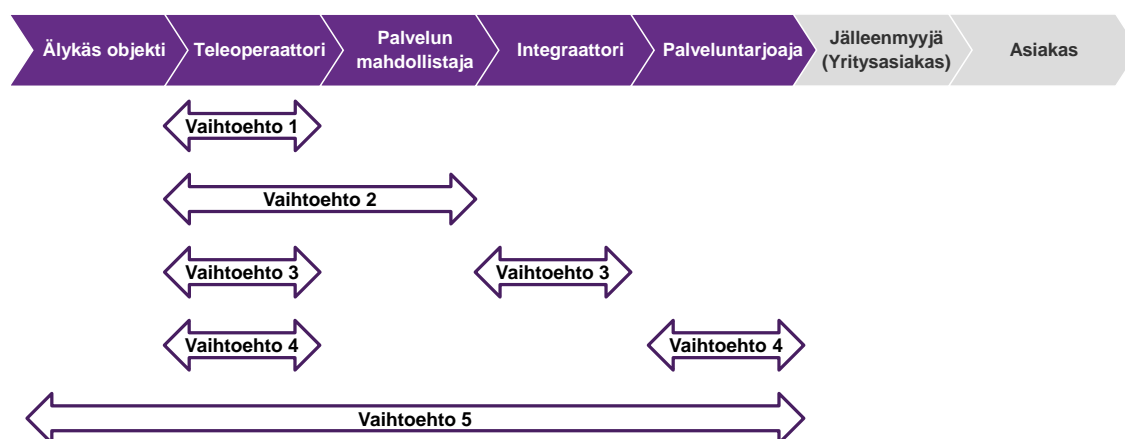 Älykäs objekti
Teleoperaattori
Palvelun
mahdollistaja
Integraattori
Palveluntarjoaja
Jälleenmyyjä
(Yritysasiakas)
Asiakas
Vaihtoehto 1
Vaihtoehto 2
Vaihtoehto 3
Vaihtoehto 3
Vaihtoehto 4
Vaihtoehto 4
Vaihtoehto 5